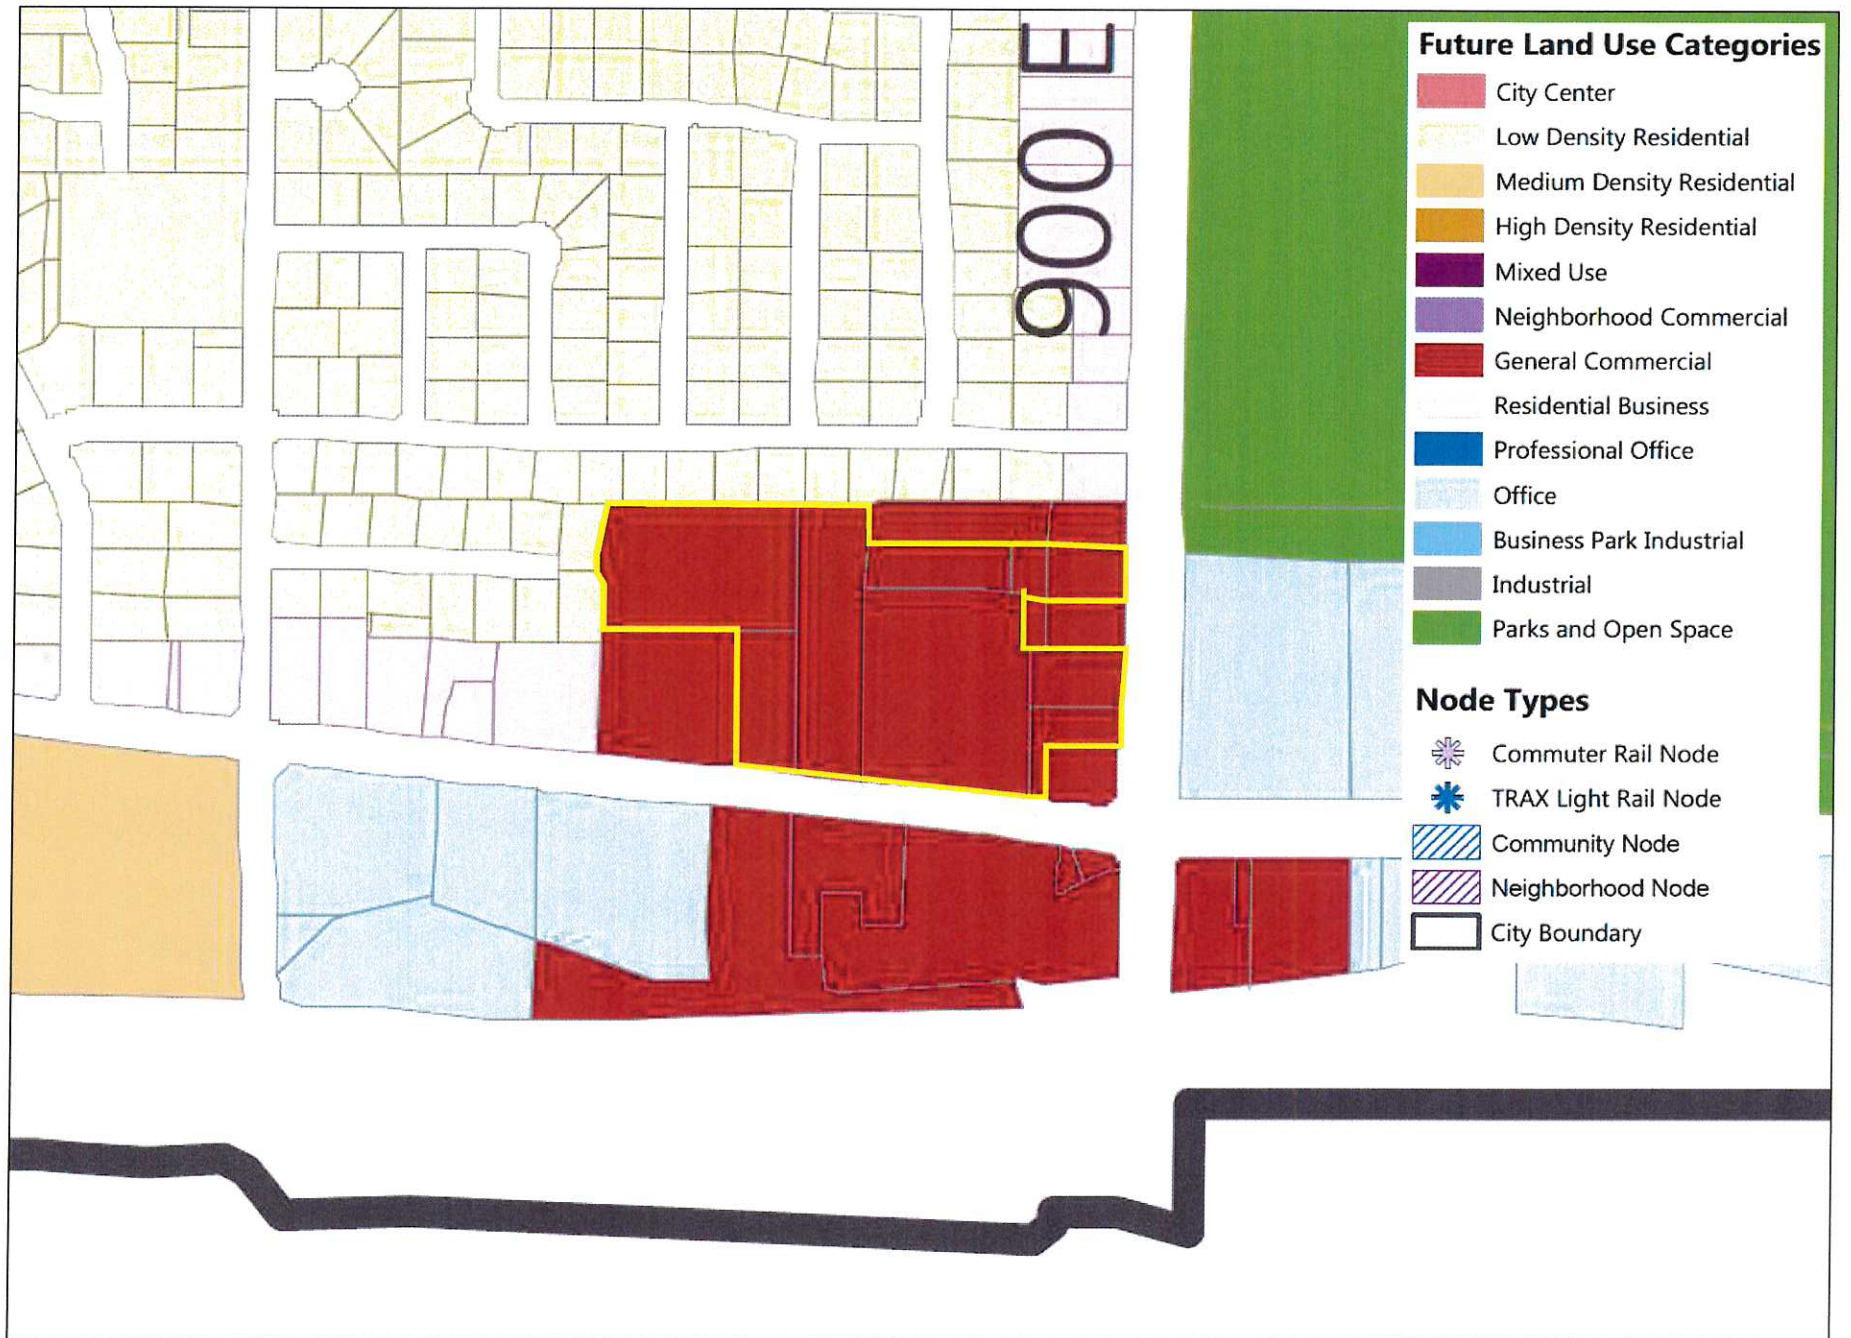 900 E
Future Land Use Categories
City Center
Low Density Residential
Medium Density Residential
High Density Residential
Mixed Use
Neighborhood Commercial
General Commercial
Residential Business
Professional Office
Office
Business Park Industrial
Industrial
Parks and Open Space
Node Types
Commuter Rail Node
TRAX Light Rail Node
Community Node
Neighborhood Node
City Boundary